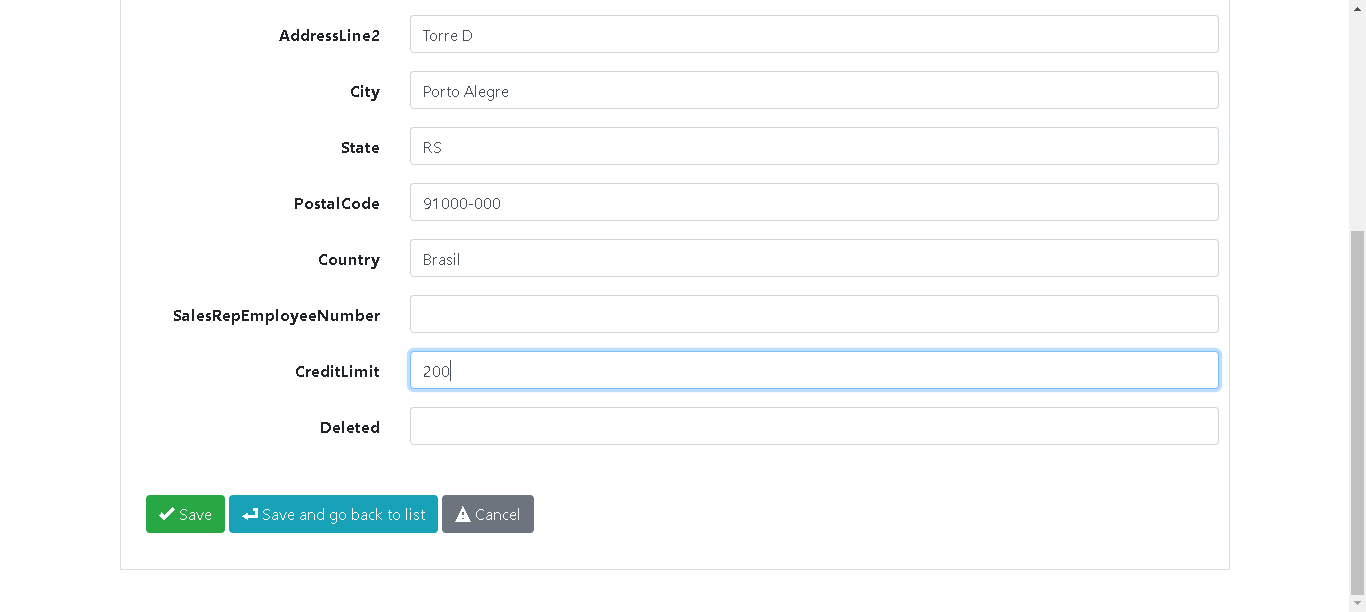 AddressLine2 Torre D
City Porto Alegre
State RS
PostalCode 91000-000
Country Brasil
SalesRepEmployeeNumber
CreditLimit 200
Deleted
Save Save and go back to list Cancel